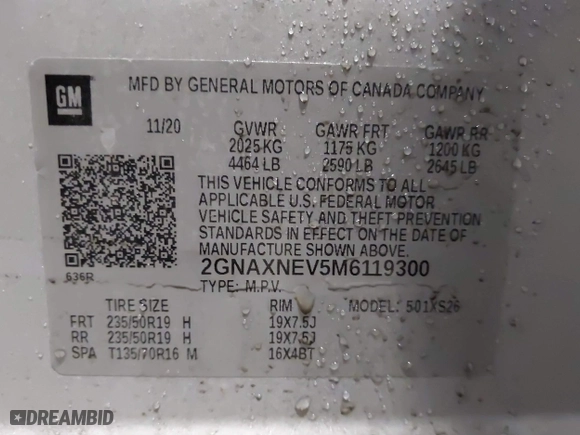 GM
MFD BY GENERAL MOTORS OF CANADA COMPANY
11/20 GVWR GAWR FRT GAWR RR
2025 KG 1175 KG 1200 KG
4464 LB 2590 LB 2645 LB
THIS VEHICLE CONFORMS TO ALL
APPLICABLE U.S. FEDERAL MOTOR
VEHICLE SAFETY AND THEFT PREVENTION
STANDARDS IN EFFECT ON THE DATE OF
MANUFACTURE SHOWN ABOVE.
636R
2GNAXNEV5M6119300
TYPE: M.P.V.
TIRE SIZE RIM MODEL: 501XS26
FRT 235/50R19 H 19X7.5J
RR 235/50R19 H 19X7.5J
SPA T135/70R16 M 16X4BT
DREAMBID